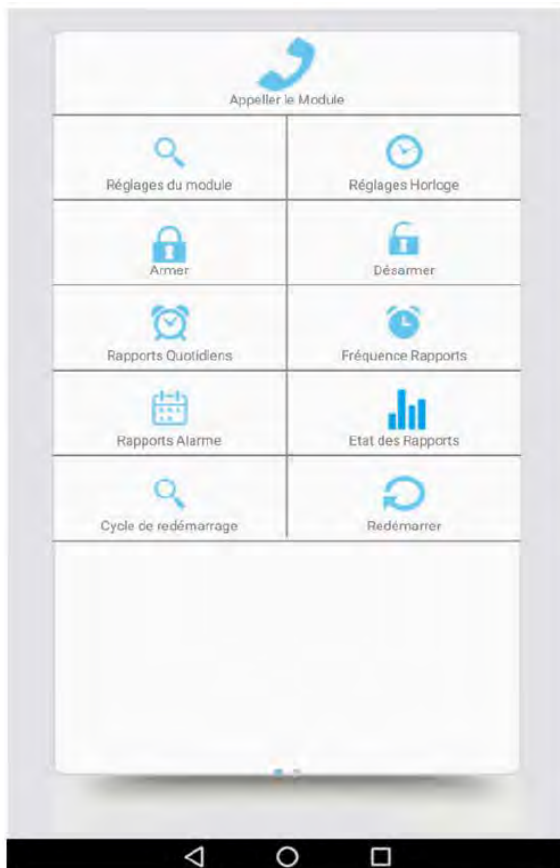 Appeller le Module
Réglages du module
Réglages Horloge
Armer
Désarmer
Rapports Quotidiens
Fréquence Rapports
Rapports Alarme
Etat des Rapports
Cycle de redémarrage
Redémarrer